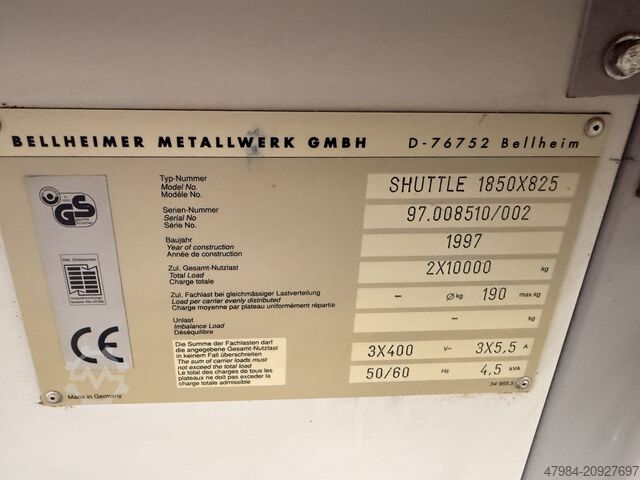 BELLHEIMER METALLWERK GMBH D-76752 Bellheim
Typ-Nummer
Model No.
Modéle No.
SHUTTLE 1850X825
Serien-Nummer
Serial No
Série No.
97.008510/002
Baujahr
Year of construction
Année de construction
1997
Zul. Gesamt-Nutzlast
Total Load
Charge totale
2X10000 kg
Zul. Fachlast bei gleichmässiger Lastverteilung
Load per carrier evenly distributed
Charge moyenne par plateau uniformément répartie
- Ø kg 190 max.kg
Unlast
Imbalance Load
Déséquilibre
- kg
Die Summe der Fachlasten darf
die angegebene Gesamt-Nutzlast
in keinem Fall überschreiten
The sum of carrier loads must
not exceed the total load
Le total des charges de tous les
plateaux ne doit pas exceder la
charge totale admissible
3X400 V~ 3X5,5 A
50/60 Hz 4,5 kVA
GS
CE
Made in Germany
34 955.5
47984-20927697